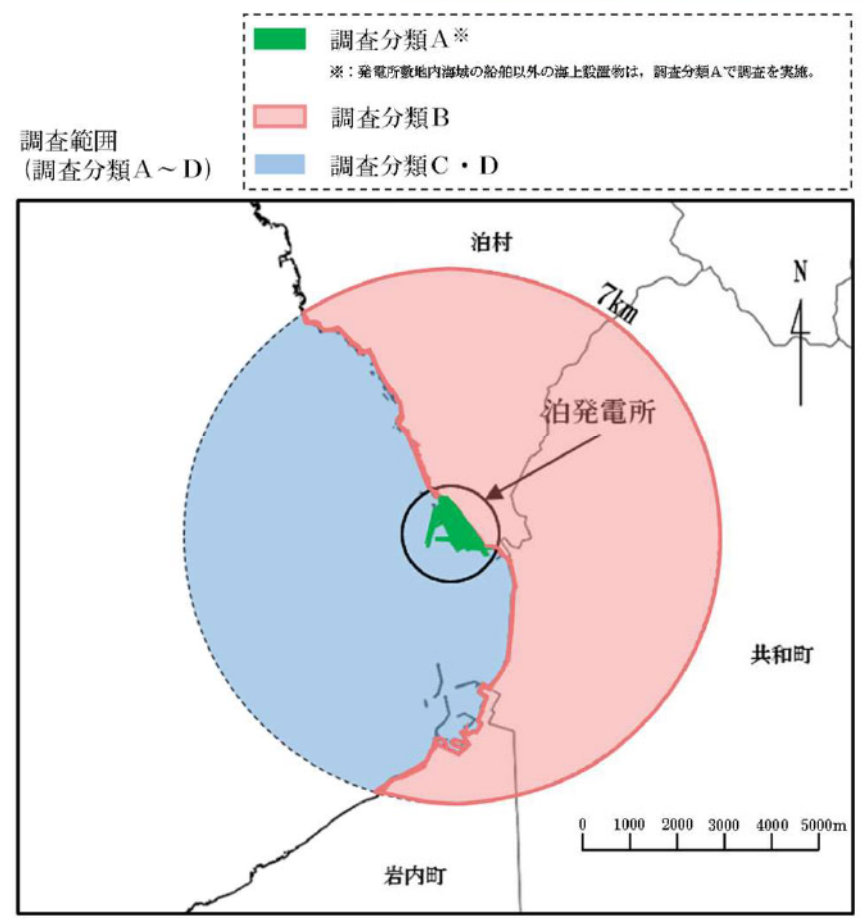 調査分類A※
※：発電所敷地内海域の船舶以外の海上設置物は，調査分類Aで調査を実施。
調査分類B
調査範囲
(調査分類A～D)
調査分類C・D
泊村
7km
N
泊発電所
共和町
0 1000 2000 3000 4000 5000m
岩内町